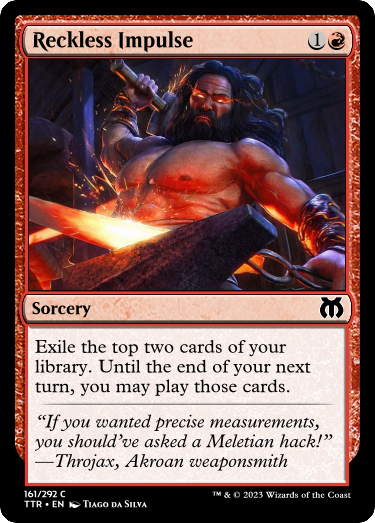 Reckless Impulse 1
Sorcery
Exile the top two cards of your
library. Until the end of your next
turn, you may play those cards.
“If you wanted precise measurements,
you should’ve asked a Meletian hack!”
—Throjax, Akroan weaponsmith
161/292 C
TTR • EN Tiago da Silva
™ & © 2023 Wizards of the Coast